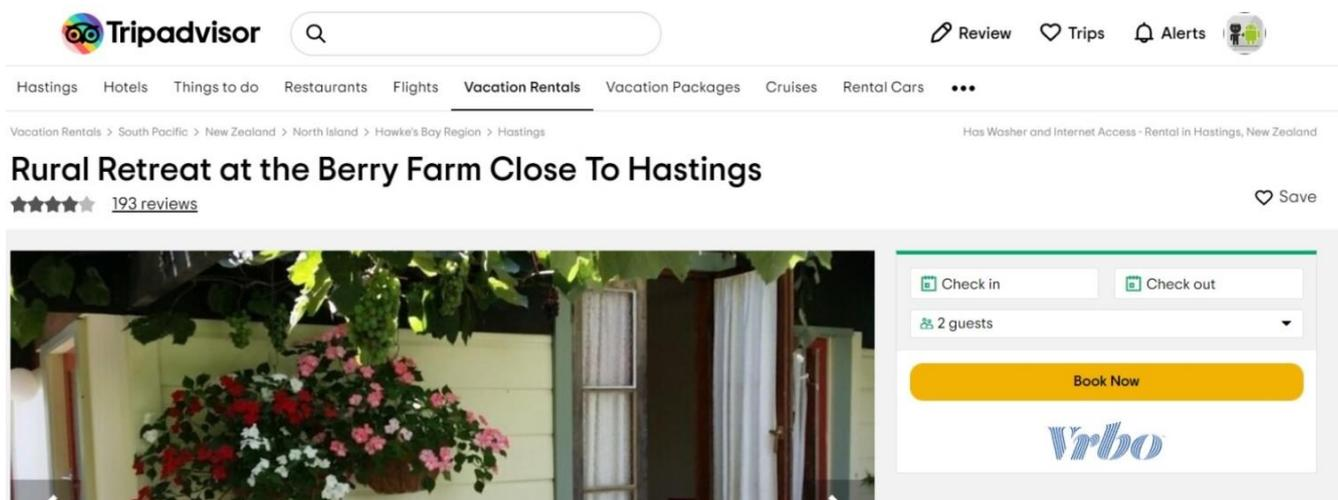 Tripadvisor
Review Trips Alerts
Hastings Hotels Things to do Restaurants Flights Vacation Rentals Vacation Packages Cruises Rental Cars •••
Vacation Rentals > South Pacific > New Zealand > North Island > Hawke's Bay Region > Hastings
Has Washer and Internet Access - Rental in Hastings, New Zealand
Rural Retreat at the Berry Farm Close To Hastings
193 reviews
Save
Check in Check out
2 guests
Book Now
Vrbo